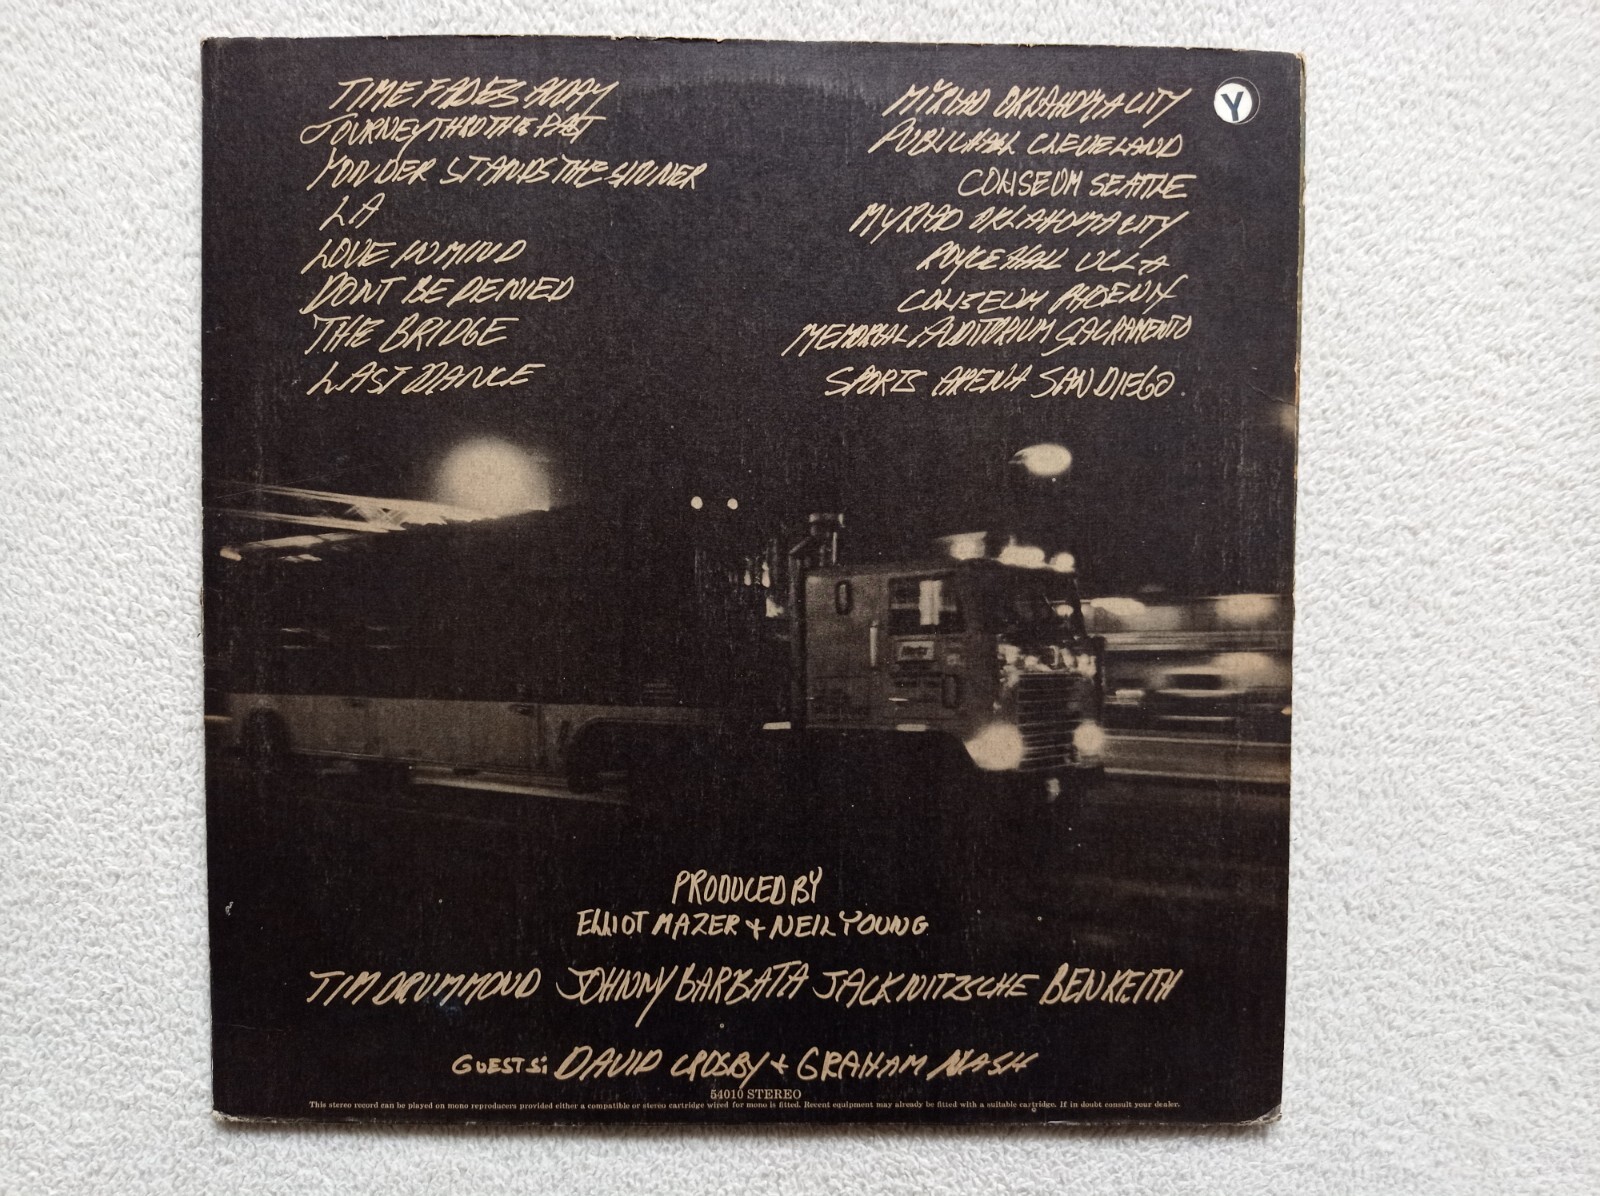 TIME FADES AWAY
JOURNEY THRO THE PAST
YONDER STANDS THE SINNER
LA
LOVE IN MIND
DONT BE DENIED
THE BRIDGE
LAST DANCE
MYRIAD OKLAHOMA CITY
PUBLIC HALL CLEVELAND
COLISEUM SEATTLE
MYRIAD OKLAHOMA CITY
ROYCE HALL UCLA
COLISEUM PHOENIX
MEMORIAL AUDITORIUM SACRAMENTO
SPORTS ARENA SAN DIEGO
Y
Hertz
PRODUCED BY
ELLIOT MAZER + NEIL YOUNG
TIM DRUMMOND JOHNNY BARBATA JACK NITZSCHE BEN KEITH
GUESTS: DAVID CROSBY + GRAHAM NASH
54010 STEREO
This stereo record can be played on mono reproducers provided either a compatible or stereo cartridge wired for mono is fitted. Recent equipment may already be fitted with a suitable cartridge. If in doubt consult your dealer.